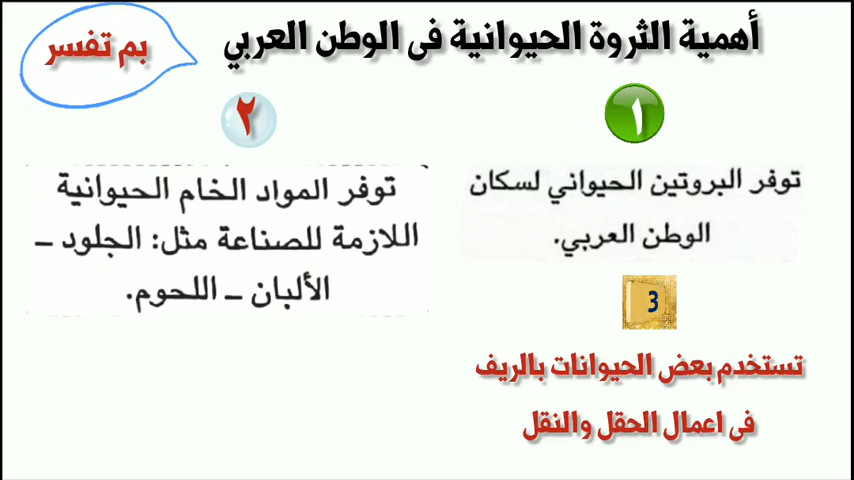 أهمية الثروة الحيوانية فى الوطن العربي
بم تفسر
١
توفر البروتين الحيواني لسكان
الوطن العربي.
٢
توفر المواد الخام الحيوانية
اللازمة للصناعة مثل: الجلود –
الألبان – اللحوم.
3
تستخدم بعض الحيوانات بالريف
فى اعمال الحقل والنقل